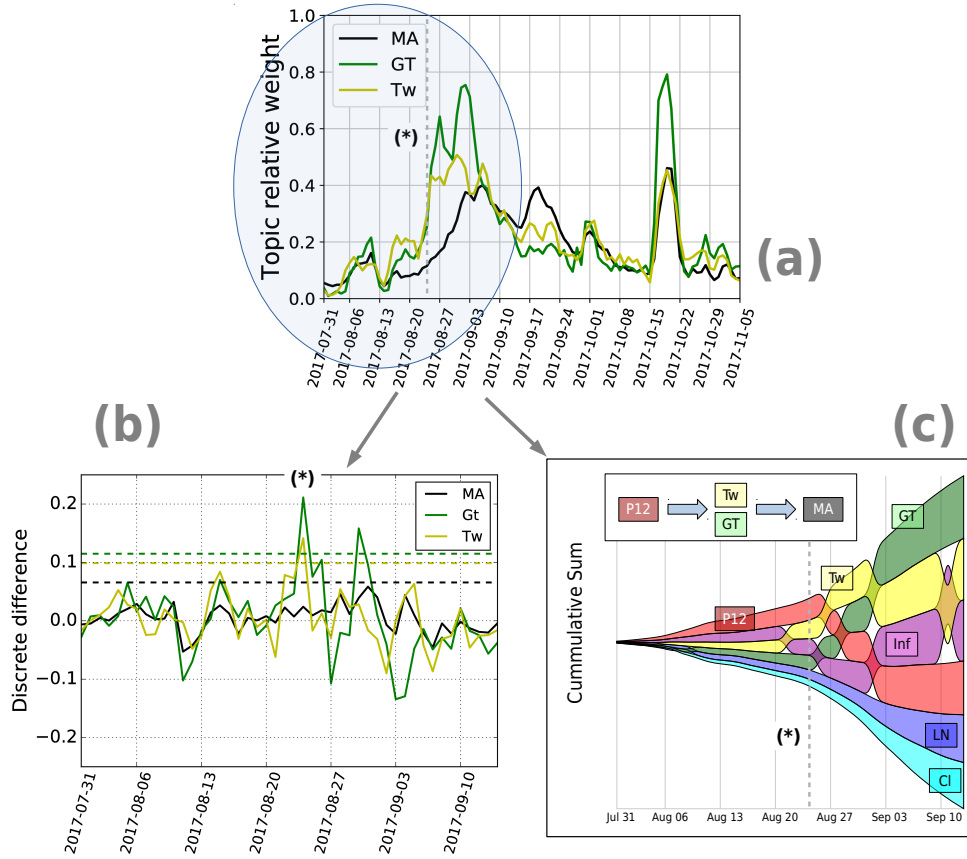 Topic relative weight
1.0
0.8
0.6
0.4
0.2
0.0
MA
GT
Tw
(*)
2017-07-31
2017-08-06
2017-08-13
2017-08-20
2017-08-27
2017-09-03
2017-09-10
2017-09-17
2017-09-24
2017-10-01
2017-10-08
2017-10-15
2017-10-22
2017-10-29
2017-11-05
(a)
(b)
Discrete difference
0.2
0.1
0.0
−0.1
−0.2
(*)
MA
Gt
Tw
2017-07-31
2017-08-06
2017-08-13
2017-08-20
2017-08-27
2017-09-03
2017-09-10
(c)
Cummulative Sum
P12
Tw
GT
MA
GT
Tw
P12
Inf
LN
CI
(*)
Jul 31
Aug 06
Aug 13
Aug 20
Aug 27
Sep 03
Sep 10